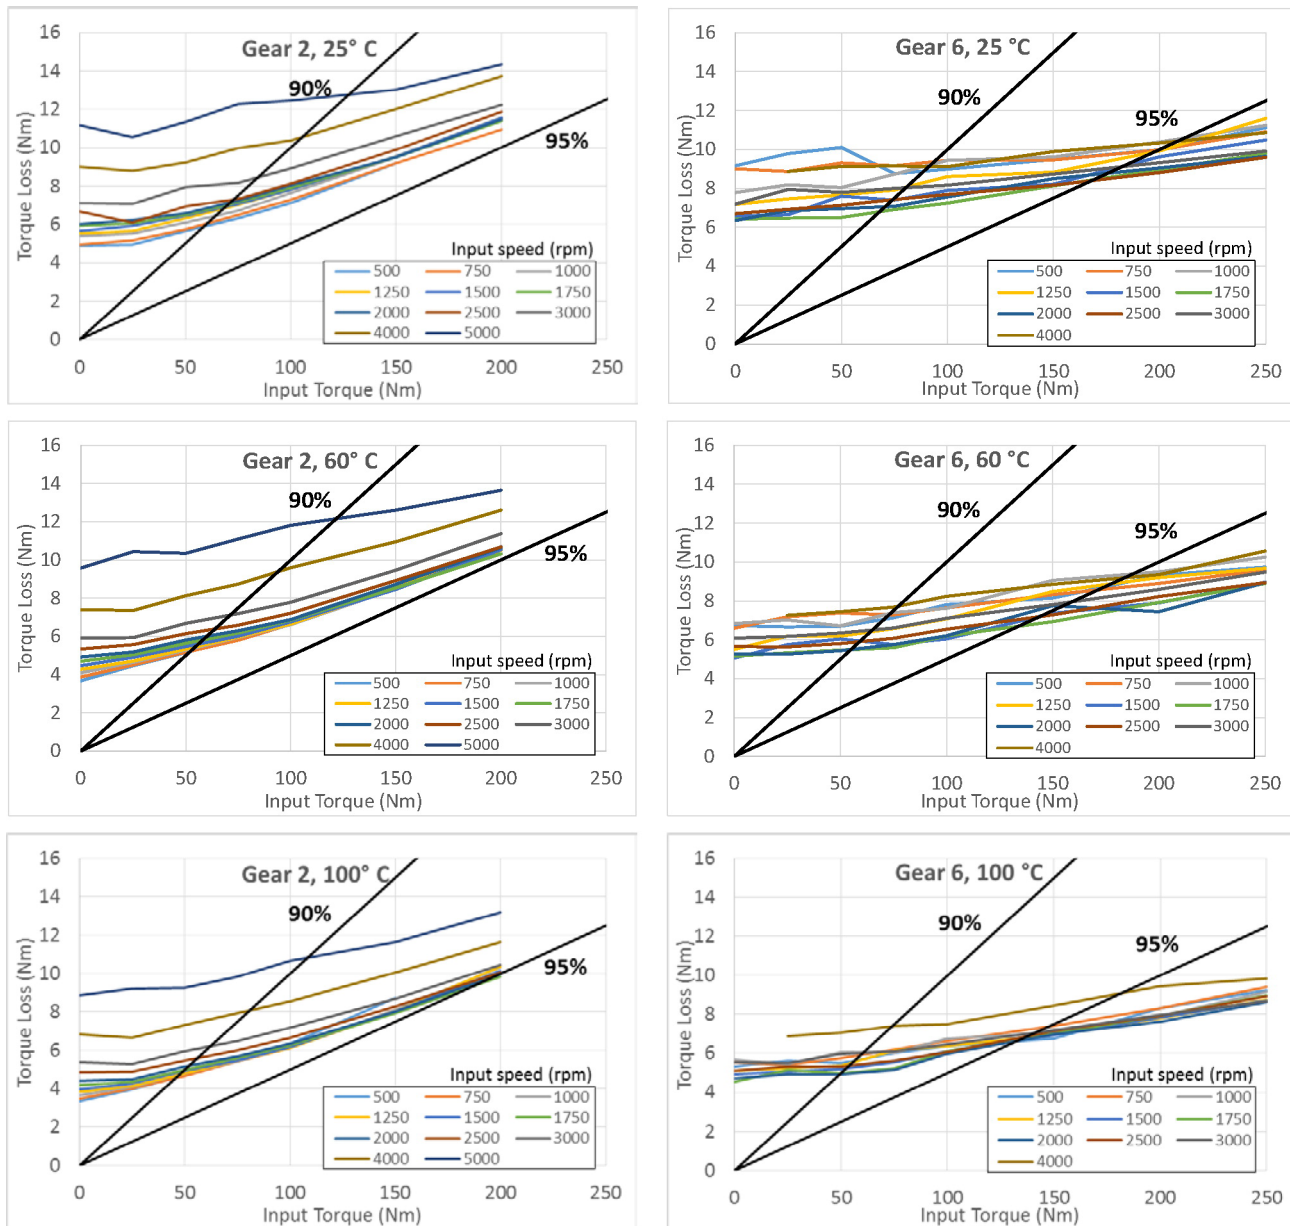 Gear 2, 25° C
90%
95%
Torque Loss (Nm)
16
14
12
10
8
6
4
2
0
Input speed (rpm)
500 750 1000
1250 1500 1750
2000 2500 3000
4000 5000
0 50 100 150 200 250
Input Torque (Nm)
Gear 6, 25 °C
90%
95%
Torque Loss (Nm)
16
14
12
10
8
6
4
2
0
Input speed (rpm)
500 750 1000
1250 1500 1750
2000 2500 3000
4000
0 50 100 150 200 250
Input Torque (Nm)
Gear 2, 60° C
90%
95%
Torque Loss (Nm)
16
14
12
10
8
6
4
2
0
Input speed (rpm)
500 750 1000
1250 1500 1750
2000 2500 3000
4000 5000
0 50 100 150 200 250
Input Torque (Nm)
Gear 6, 60 °C
90%
95%
Torque Loss (Nm)
16
14
12
10
8
6
4
2
0
Input speed (rpm)
500 750 1000
1250 1500 1750
2000 2500 3000
4000
0 50 100 150 200 250
Input Torque (Nm)
Gear 2, 100° C
90%
95%
Torque Loss (Nm)
16
14
12
10
8
6
4
2
0
Input speed (rpm)
500 750 1000
1250 1500 1750
2000 2500 3000
4000 5000
0 50 100 150 200 250
Input Torque (Nm)
Gear 6, 100 °C
90%
95%
Torque Loss (Nm)
16
14
12
10
8
6
4
2
0
Input speed (rpm)
500 750 1000
1250 1500 1750
2000 2500 3000
4000
0 50 100 150 200 250
Input Torque (Nm)